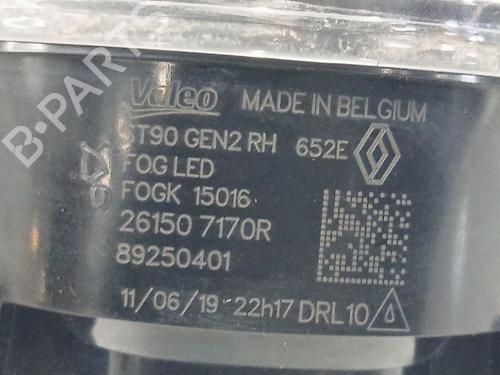 B-PARTS
Valeo MADE IN BELGIUM
ST90 GEN2 RH 652E
FOG LED
FOGK 15016
26150 7170R
89250401
11/06/19 - 22h17 DRL10